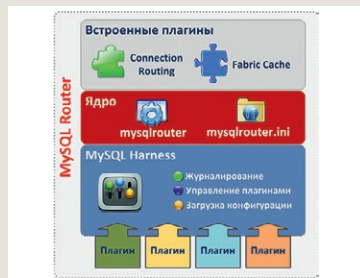 MySQL Router
Встроенные плагины
Connection
Routing
Fabric Cache
Ядро
mysqlrouter
mysqlrouter.ini
MySQL Harness
Журналирование
Управление плагинами
Загрузка конфигурации
Плагин
Плагин
Плагин
Плагин